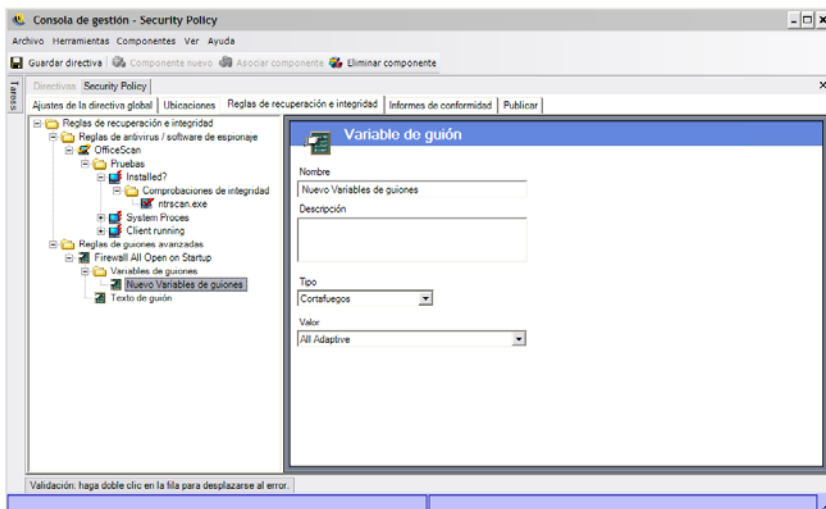 Consola de gestión - Security Policy
Archivo Herramientas Componentes Ver Ayuda
Guardar directiva Componente nuevo Asociar componente Eliminar componente
Tareas
Directivas Security Policy
Ajustes de la directiva global Ubicaciones Reglas de recuperación e integridad Informes de conformidad Publicar
Reglas de recuperación e integridad
Reglas de antivirus / software de espionaje
OfficeScan
Pruebas
Installed?
Comprobaciones de integridad
ntrscan.exe
System Proces
Client running
Reglas de guiones avanzadas
Firewall All Open on Startup
Variables de guiones
Nuevo Variables de guiones
Texto de guión
Variable de guión
Nombre
Nuevo Variables de guiones
Descripción
Tipo
Cortafuegos
Valor
All Adaptive
Validación: haga doble clic en la fila para desplazarse al error.